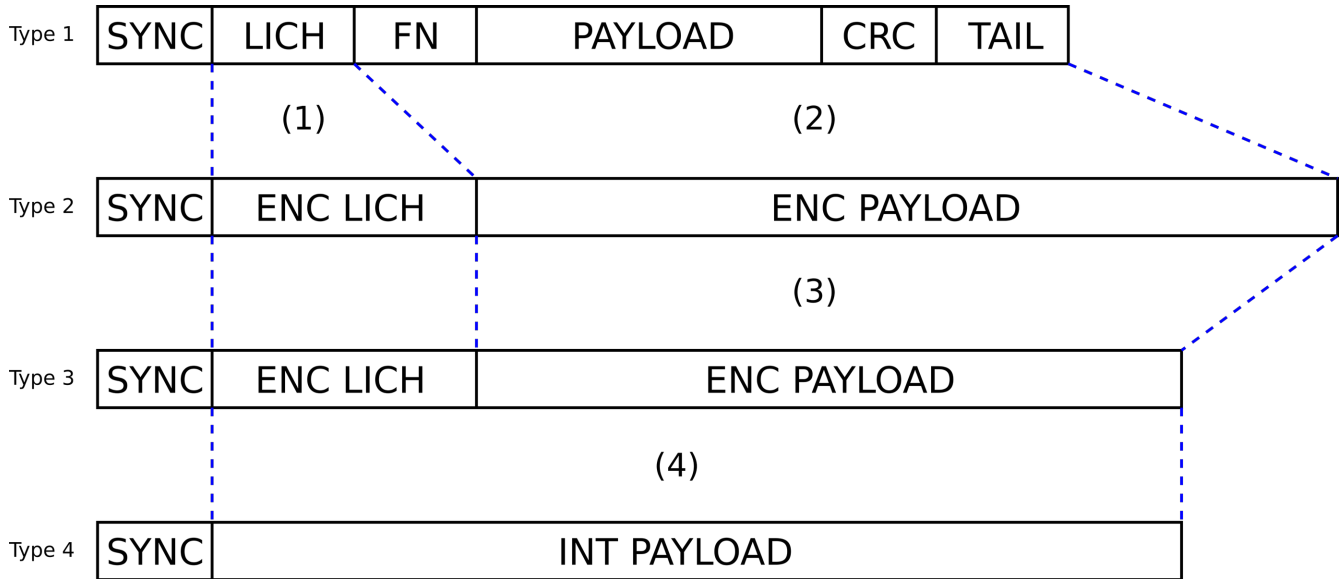 Type 1 SYNC LICH FN PAYLOAD CRC TAIL
(1) (2)
Type 2 SYNC ENC LICH ENC PAYLOAD
(3)
Type 3 SYNC ENC LICH ENC PAYLOAD
(4)
Type 4 SYNC INT PAYLOAD